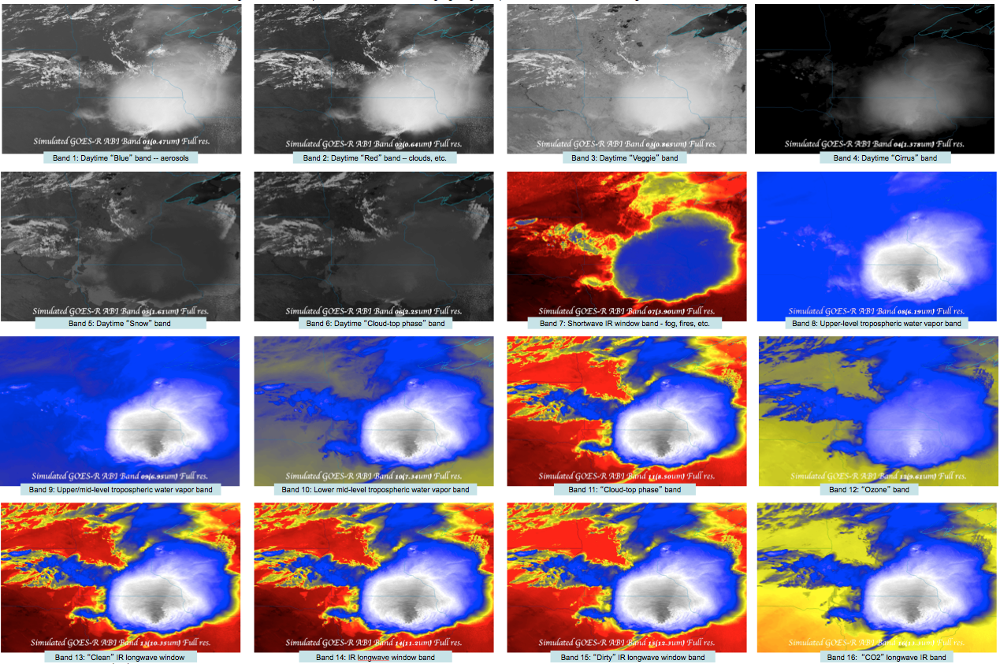 Simulated GOES-R ABI Band 01(0.47um) Full res.
Band 1: Daytime “Blue” band -- aerosols
Simulated GOES-R ABI Band 02(0.64um) Full res.
Band 2: Daytime “Red” band – clouds, etc.
Simulated GOES-R ABI Band 03(0.865um) Full res.
Band 3: Daytime “Veggie” band
Simulated GOES-R ABI Band 04(1.378um) Full res.
Band 4: Daytime “Cirrus” band
Simulated GOES-R ABI Band 05(1.61um) Full res.
Band 5: Daytime “Snow” band
Simulated GOES-R ABI Band 06(2.25um) Full res.
Band 6: Daytime “Cloud-top phase” band
Simulated GOES-R ABI Band 07(3.90um) Full res.
Band 7: Shortwave IR window band - fog, fires, etc.
Simulated GOES-R ABI Band 08(6.19um) Full res.
Band 8: Upper-level tropospheric water vapor band
Simulated GOES-R ABI Band 09(6.95um) Full res.
Band 9: Upper/mid-level tropospheric water vapor band
Simulated GOES-R ABI Band 10(7.34um) Full res.
Band 10: Lower mid-level tropospheric water vapor band
Simulated GOES-R ABI Band 11(8.50um) Full res.
Band 11: “Cloud-top phase” band
Simulated GOES-R ABI Band 12(9.61um) Full res.
Band 12: “Ozone” band
Simulated GOES-R ABI Band 13(10.35um) Full res.
Band 13: “Clean” IR longwave window
Simulated GOES-R ABI Band 14(11.2um) Full res.
Band 14: IR longwave window band
Simulated GOES-R ABI Band 15(12.3um) Full res.
Band 15: “Dirty” IR longwave window band
Simulated GOES-R ABI Band 16(13.3um) Full res.
Band 16: “CO2” longwave IR band